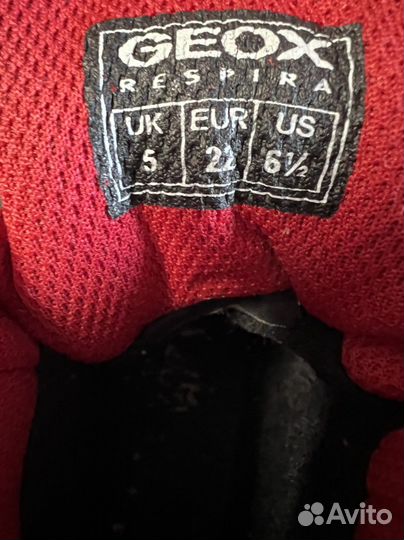 GEOX
RESPIRA
UK EUR US
5 22 6½
Avito